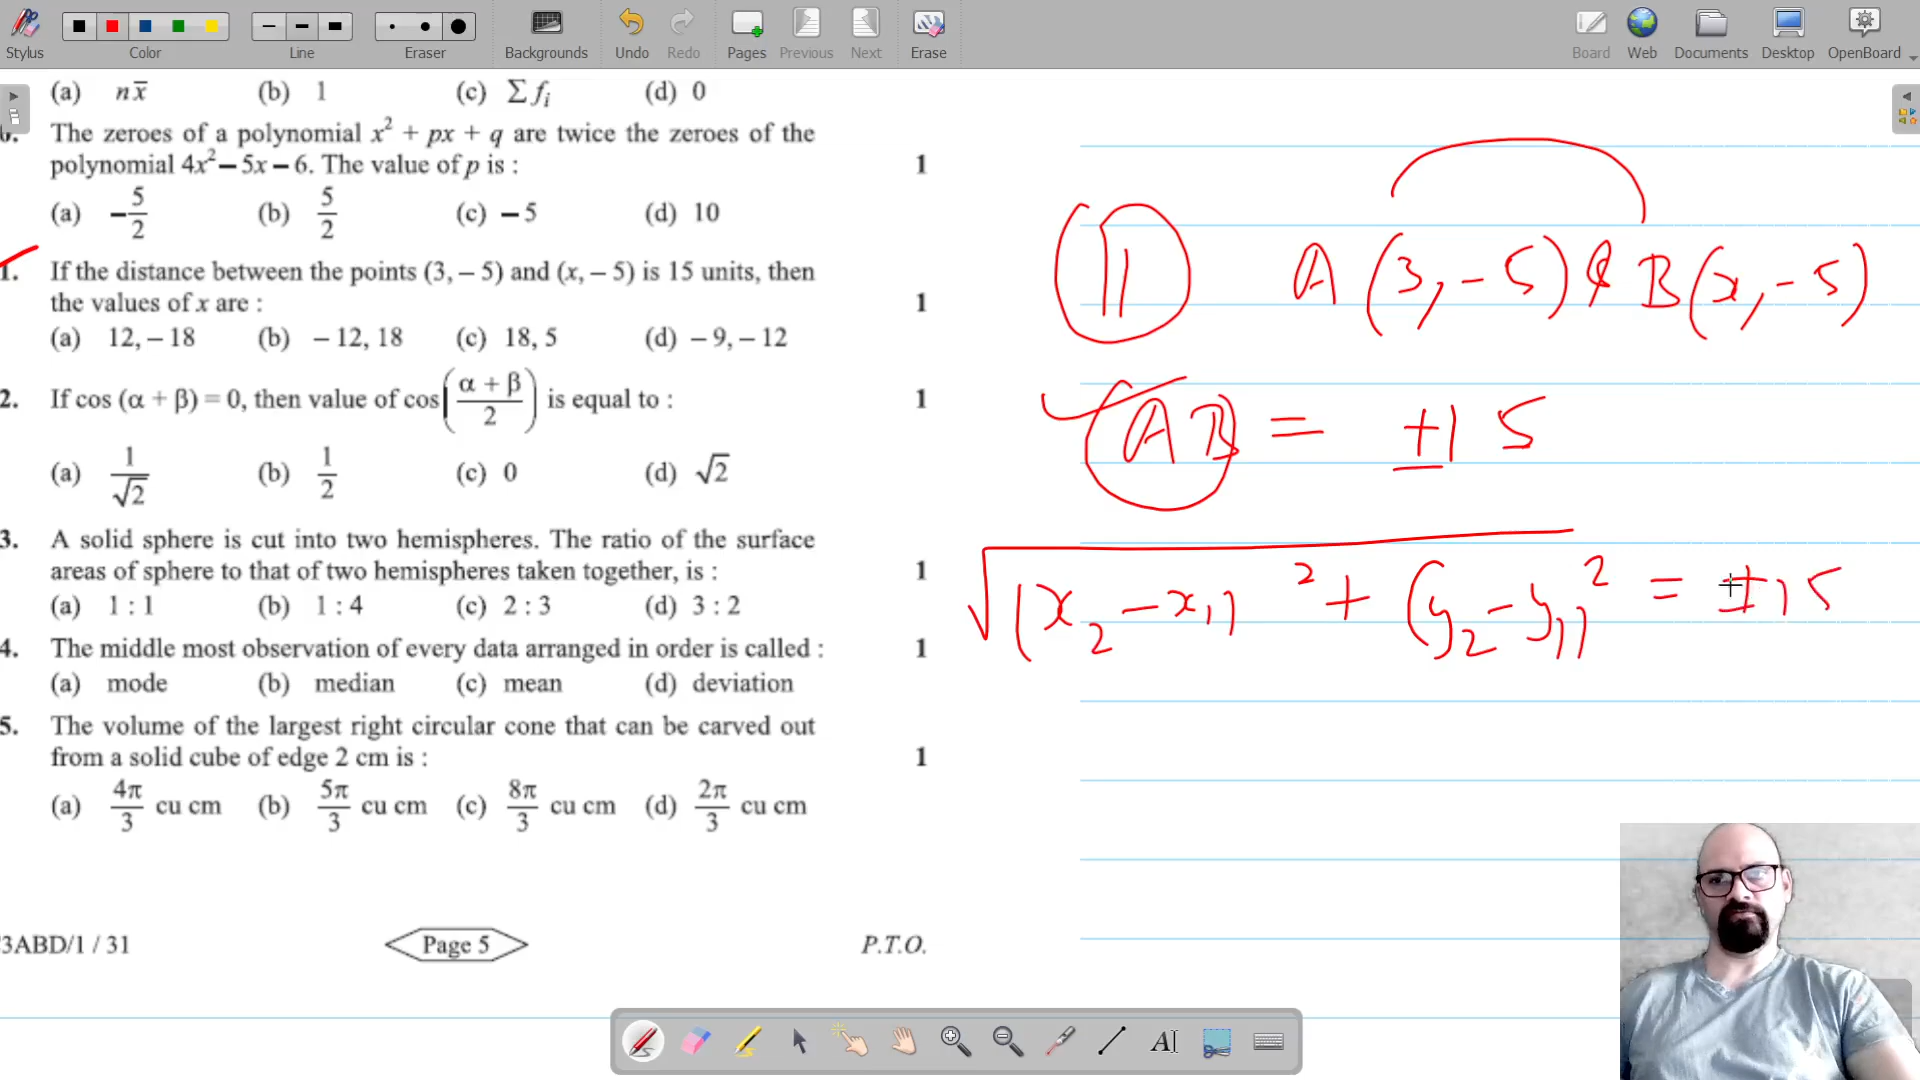 Stylus Color Line Eraser Backgrounds Undo Redo Pages Previous Next Erase Board Web Documents Desktop OpenBoard
(a) nx̄ (b) 1 (c) Σfᵢ (d) 0
The zeroes of a polynomial x² + px + q are twice the zeroes of the
polynomial 4x² – 5x – 6. The value of p is : 1
(a) –5/2 (b) 5/2 (c) – 5 (d) 10
1. If the distance between the points (3, – 5) and (x, – 5) is 15 units, then
the values of x are : 1
(a) 12, – 18 (b) – 12, 18 (c) 18, 5 (d) – 9, – 12
2. If cos (α + β) = 0, then value of cos((α + β)/2) is equal to : 1
(a) 1/√2 (b) 1/2 (c) 0 (d) √2
3. A solid sphere is cut into two hemispheres. The ratio of the surface
areas of sphere to that of two hemispheres taken together, is : 1
(a) 1 : 1 (b) 1 : 4 (c) 2 : 3 (d) 3 : 2
4. The middle most observation of every data arranged in order is called : 1
(a) mode (b) median (c) mean (d) deviation
5. The volume of the largest right circular cone that can be carved out
from a solid cube of edge 2 cm is : 1
(a) 4π/3 cu cm (b) 5π/3 cu cm (c) 8π/3 cu cm (d) 2π/3 cu cm
3ABD/1 / 31 Page 5 P.T.O.
11 A (3, -5) & B (x, -5)
AB = ±15
√(x₂ - x₁)² + (y₂ - y₁)² = ±15